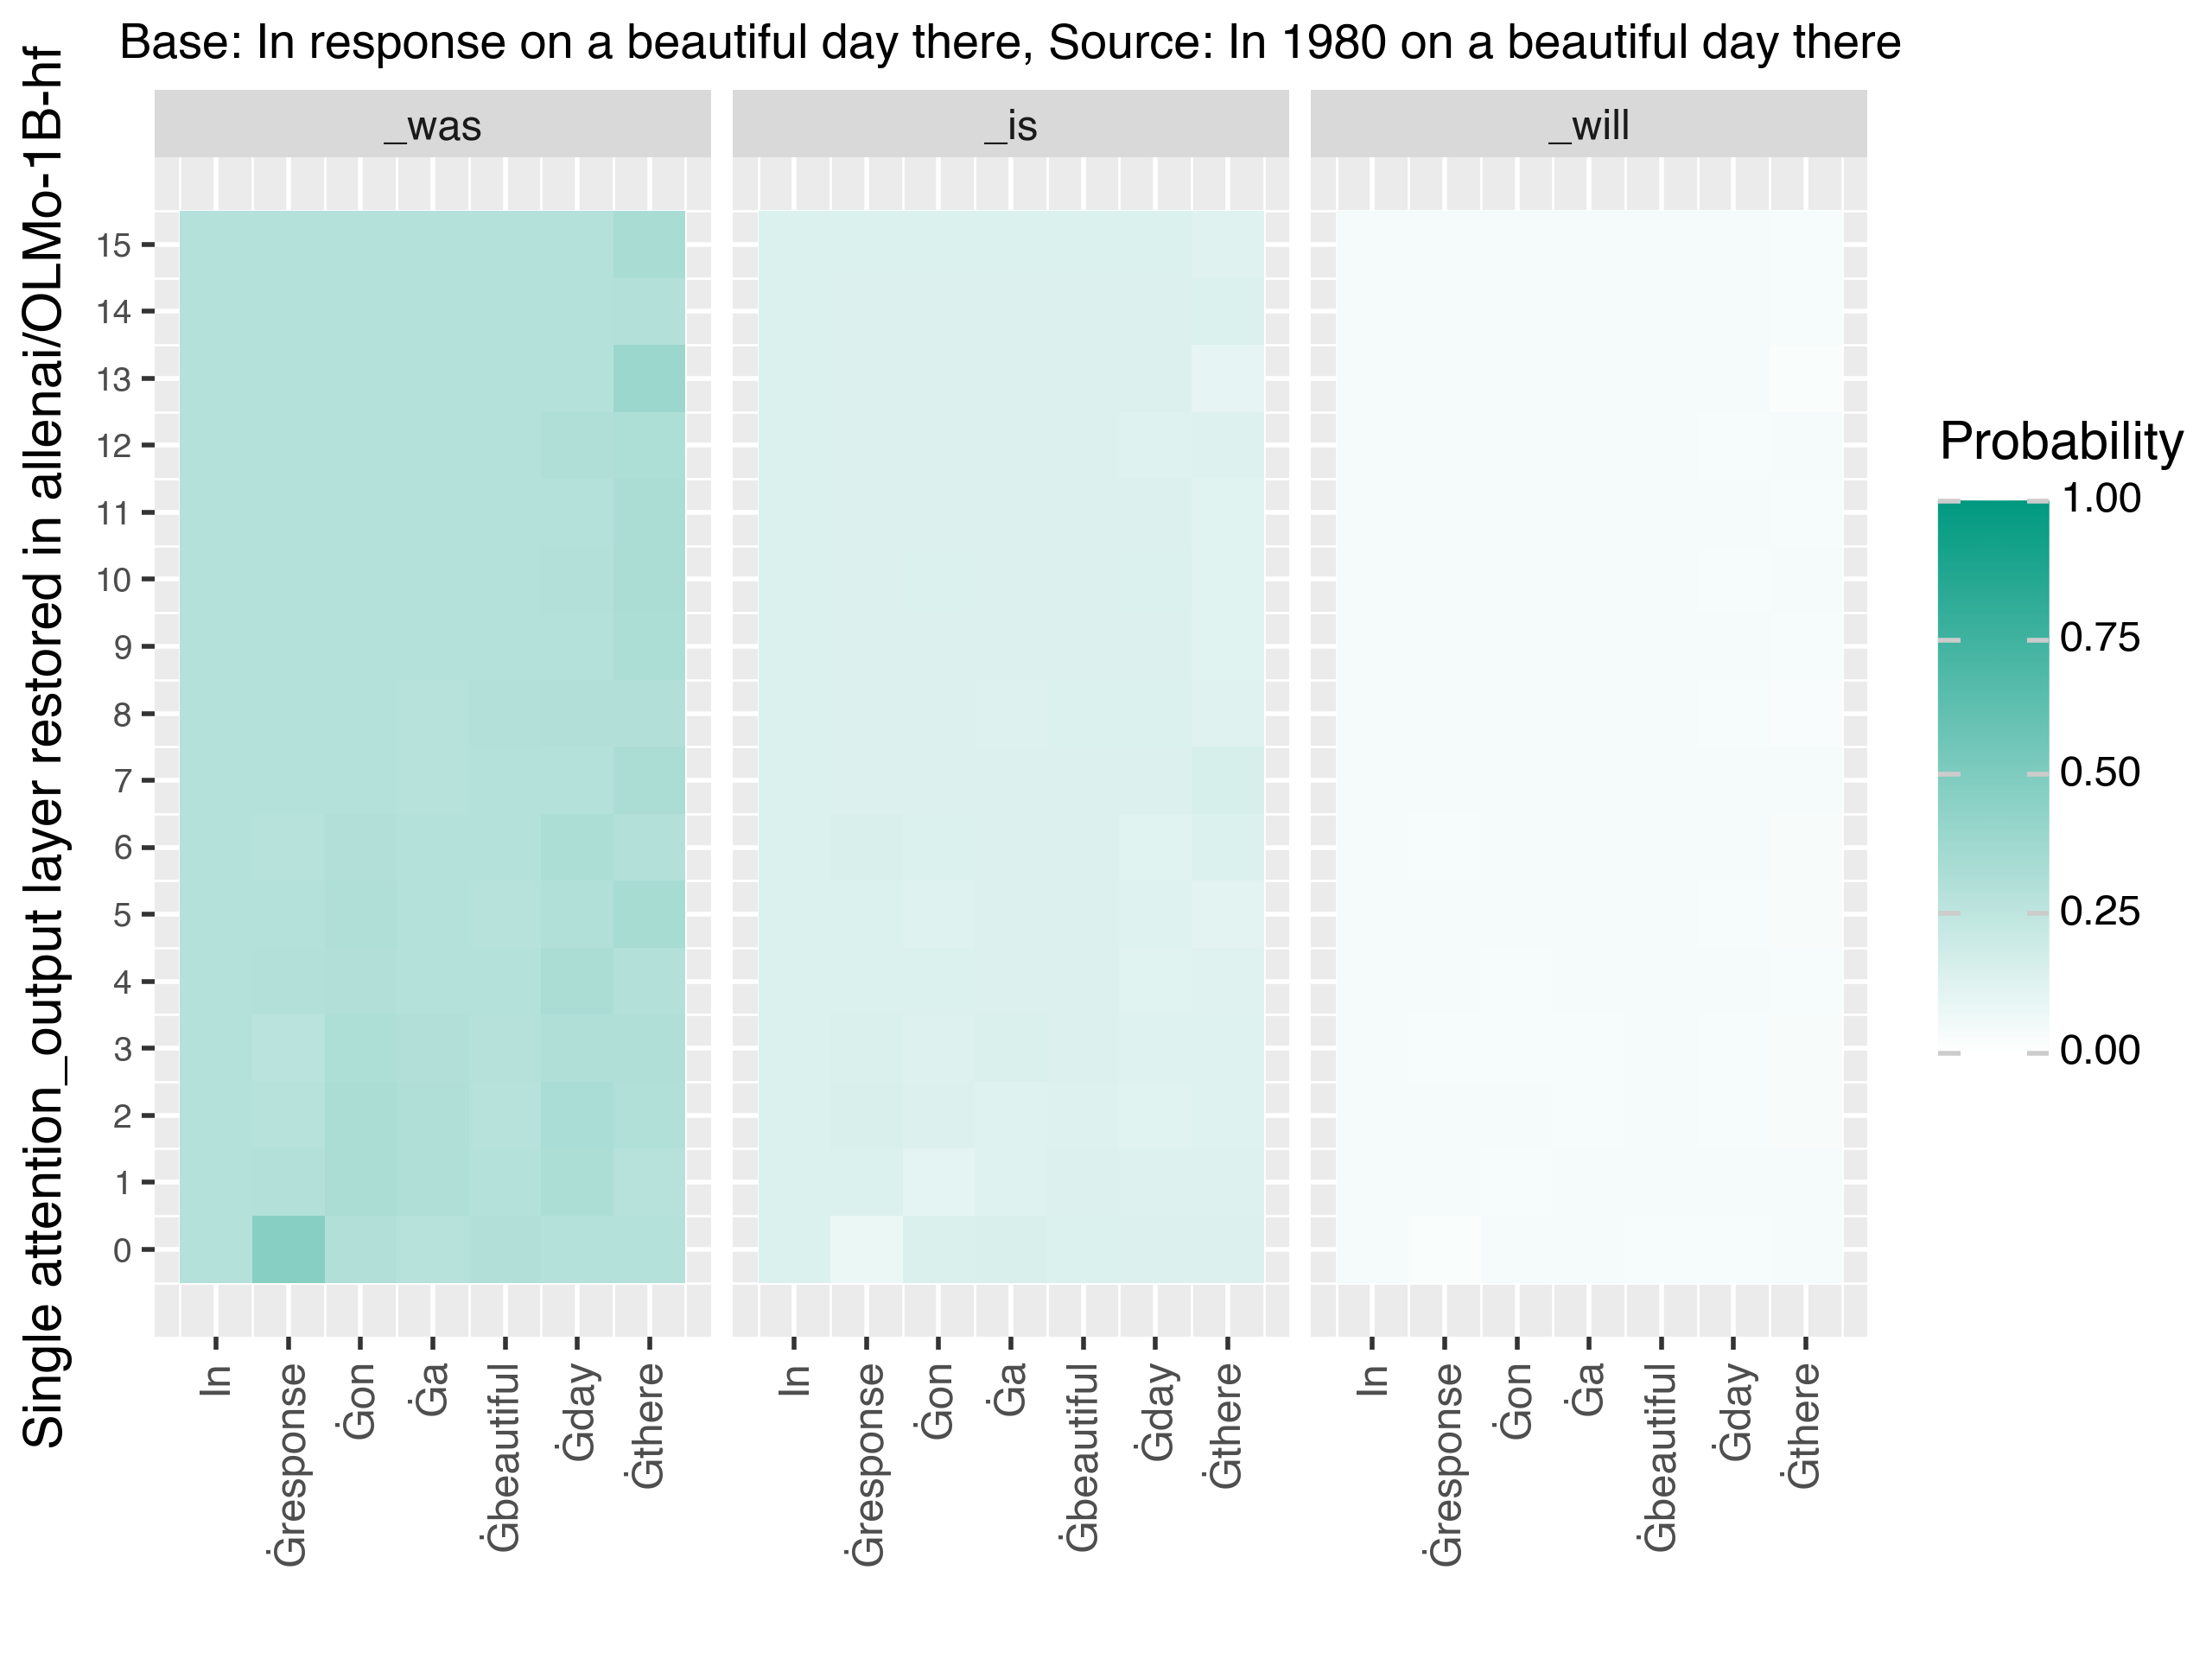 Base: In response on a beautiful day there, Source: In 1980 on a beautiful day there
Single attention_output layer restored in allenai/OLMo-1B-hf
_was
_is
_will
15
14
13
12
11
10
9
8
7
6
5
4
3
2
1
0
In
Ġresponse
Ġon
Ġa
Ġbeautiful
Ġday
Ġthere
In
Ġresponse
Ġon
Ġa
Ġbeautiful
Ġday
Ġthere
In
Ġresponse
Ġon
Ġa
Ġbeautiful
Ġday
Ġthere
Probability
1.00
0.75
0.50
0.25
0.00